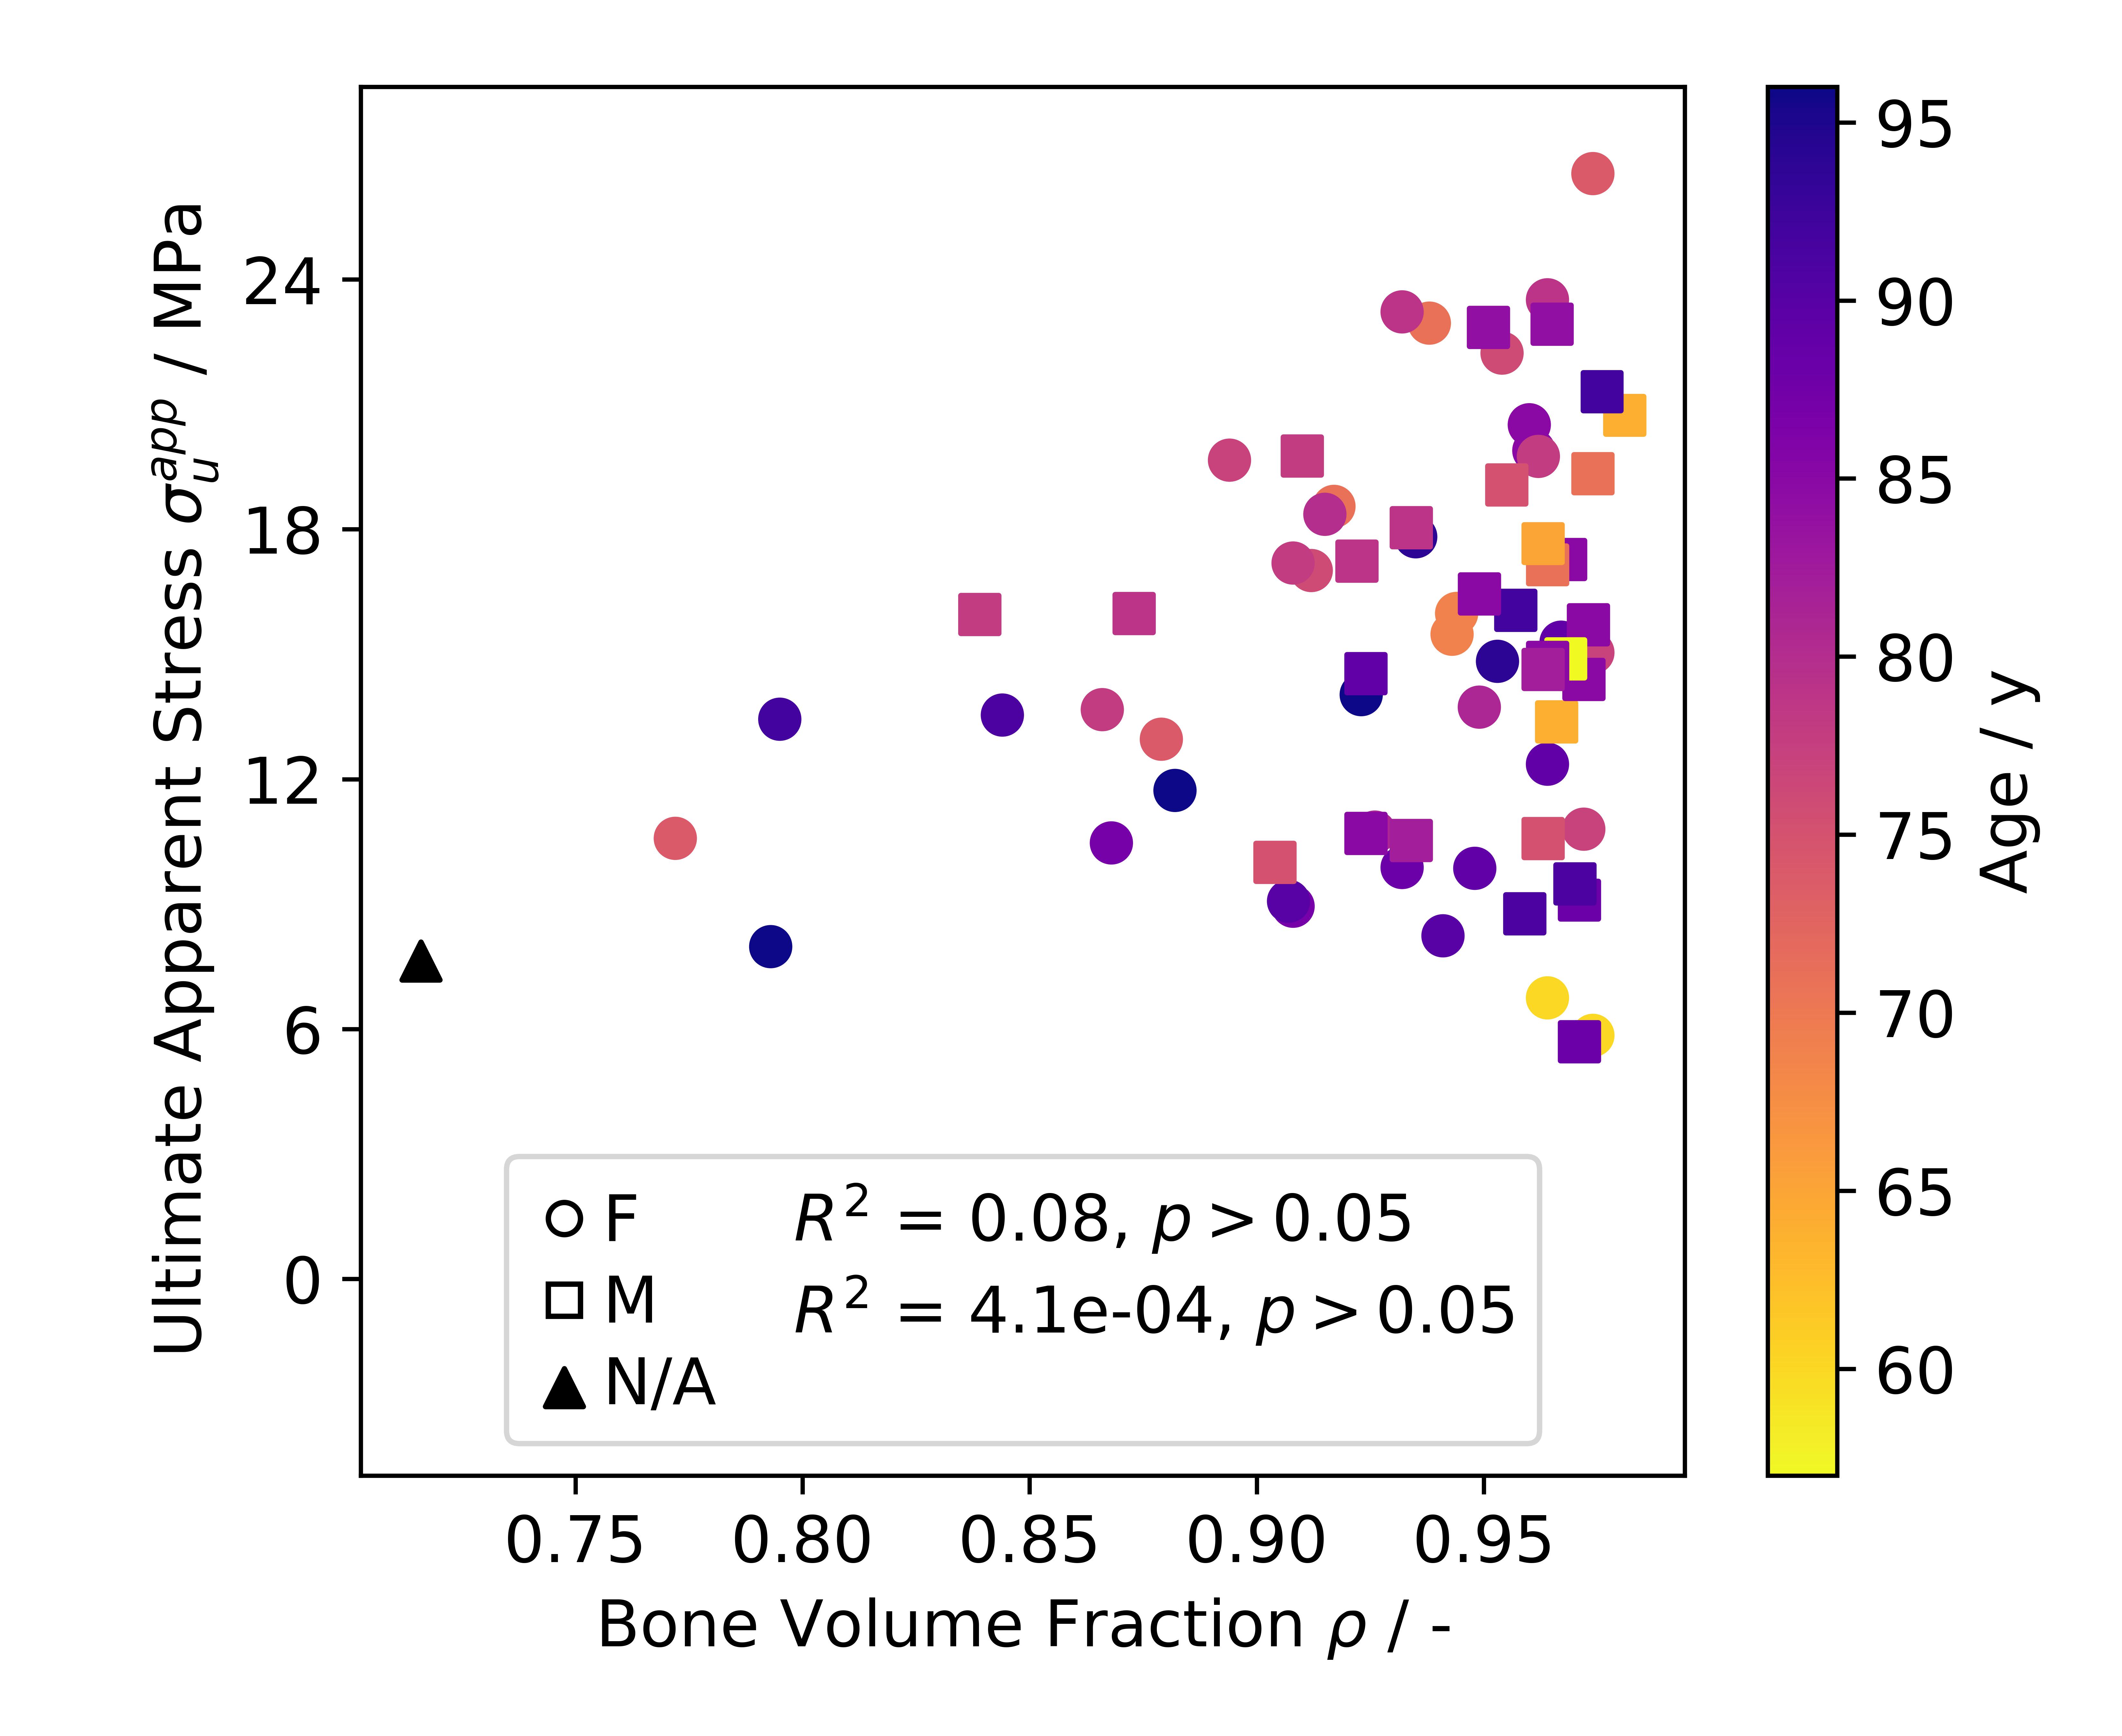 Ultimate Apparent Stress σ_u^app / MPa
24
18
12
6
0
F R² = 0.08, p > 0.05
M R² = 4.1e-04, p > 0.05
N/A
0.75 0.80 0.85 0.90 0.95
Bone Volume Fraction ρ / -
95
90
85
80
75
70
65
60
Age / y